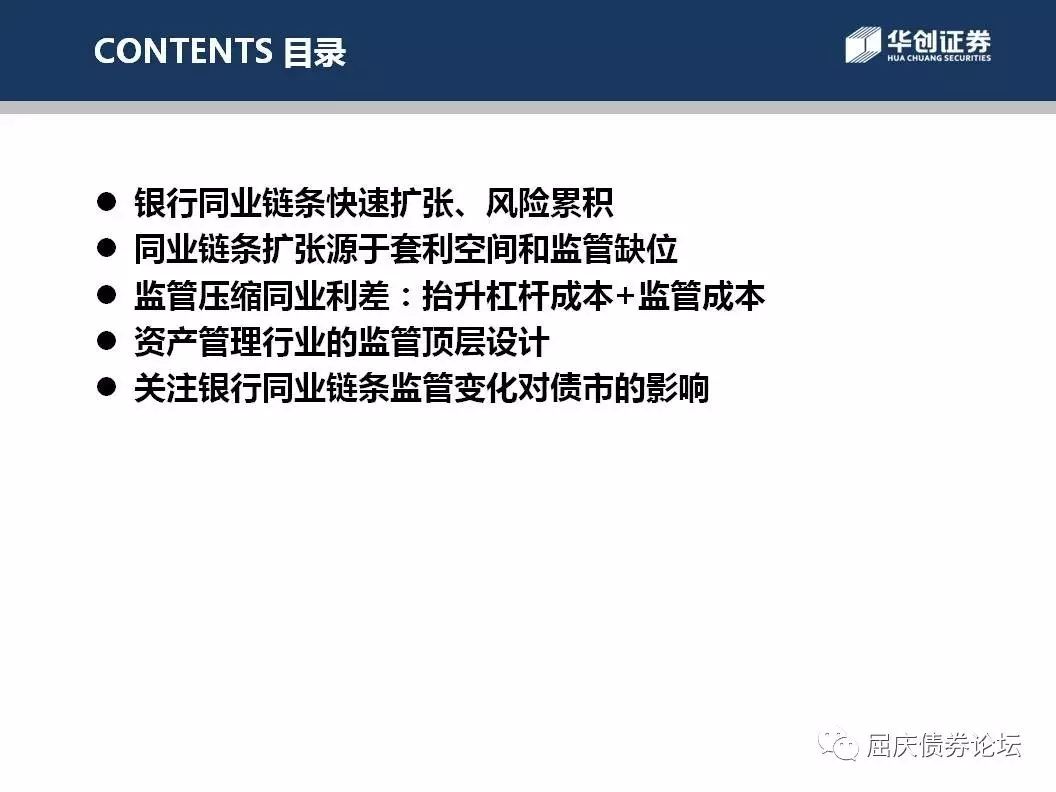 CONTENTS 目录
华创证券
HUA CHUANG SECURITIES
● 银行同业链条快速扩张、风险累积
● 同业链条扩张源于套利空间和监管缺位
● 监管压缩同业利差：抬升杠杆成本+监管成本
● 资产管理行业的监管顶层设计
● 关注银行同业链条监管变化对债市的影响
屈庆债券论坛